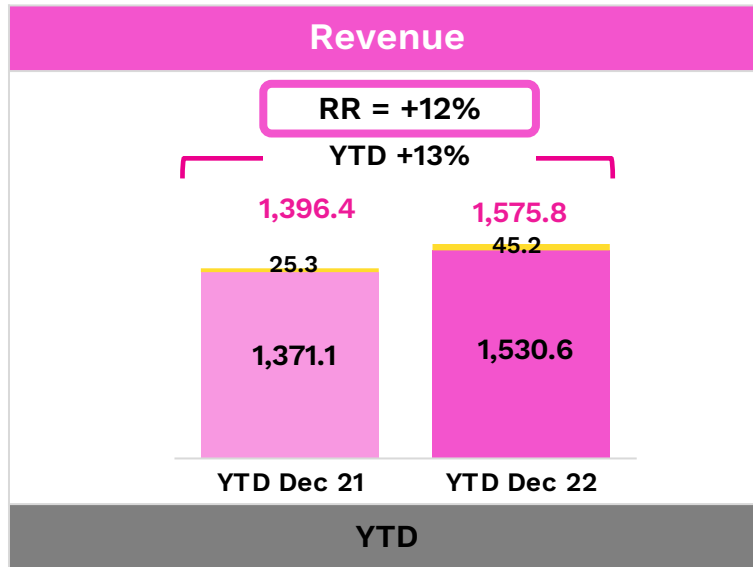 Revenue
RR = +12%
YTD +13%
1,396.4
1,575.8
25.3
45.2
1,371.1
1,530.6
YTD Dec 21
YTD Dec 22
YTD